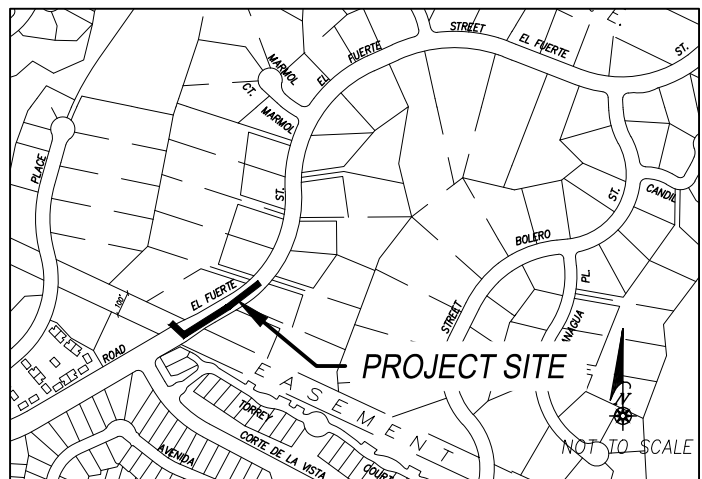 STREET
E.
EL FUERTE
ST.
MARMOL
CT.
EL
FUERTE
MARMOL
PLACE
ST.
CANDIL
ST.
BOLERO
PL.
STREET
100'
EL FUERTE
ROAD
PROJECT SITE
EASEMENT
TORREY
CORTE DE LA VISTA
AVENIDA
COURT
N
NOT TO SCALE